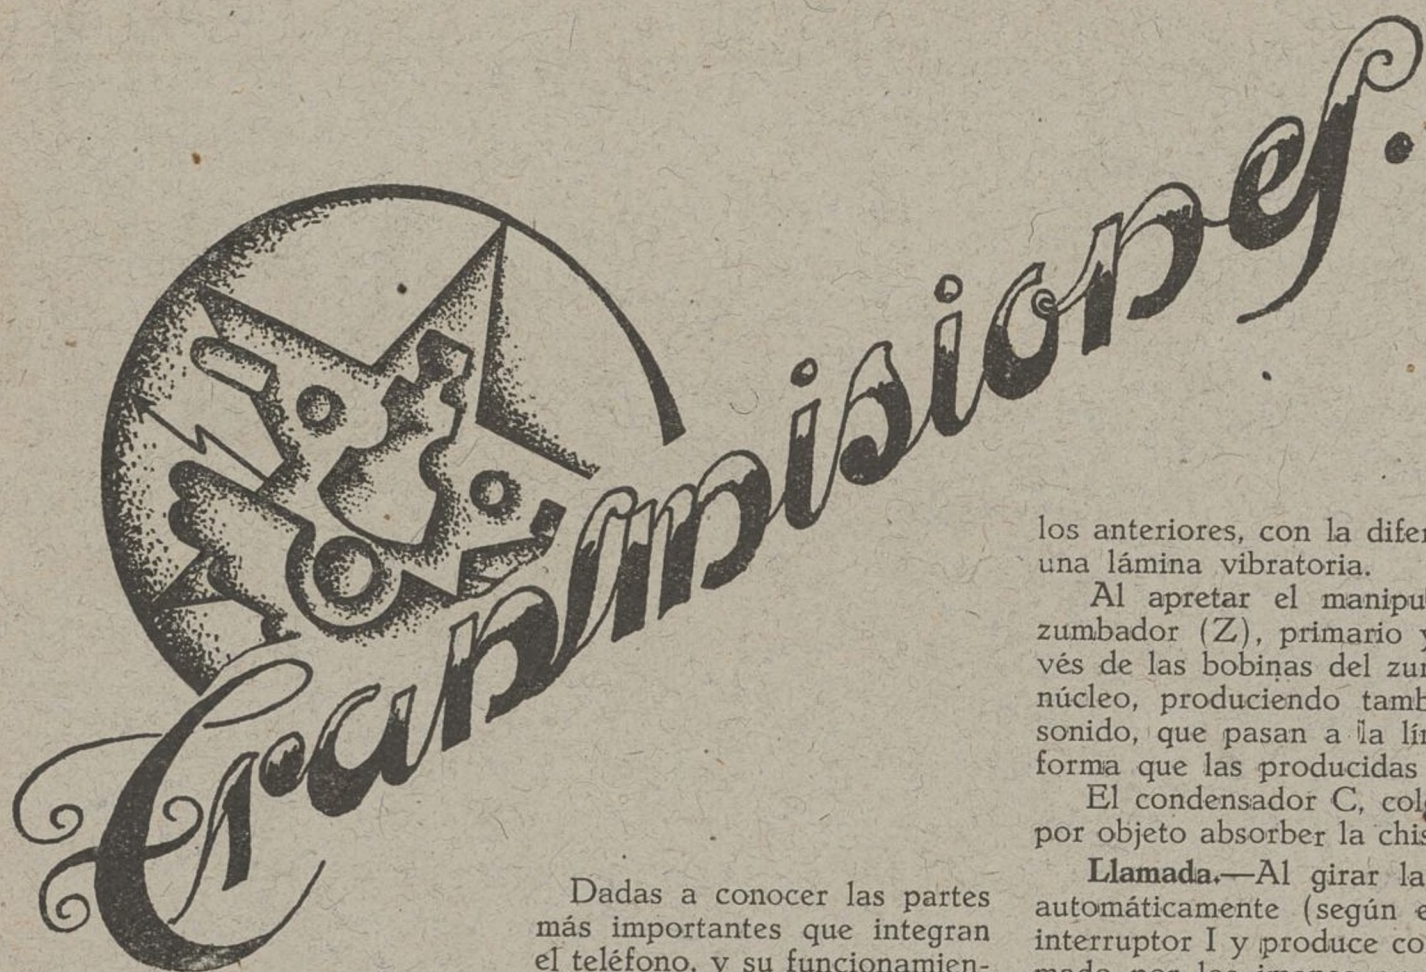 Transmisiones.
Dadas a conocer las partes
más importantes que integran
el teléfono, y su funcionamien-
los anteriores, con la difer
una lámina vibratoria.
Al apretar el manipu
zumbador (Z), primario y
vés de las bobinas del zu
núcleo, produciendo tamb
sonido, que pasan a la lí
forma que las producidas
El condensador C, col
por objeto absorber la chis
Llamada.—Al girar la
automáticamente (según e
interruptor I y produce co